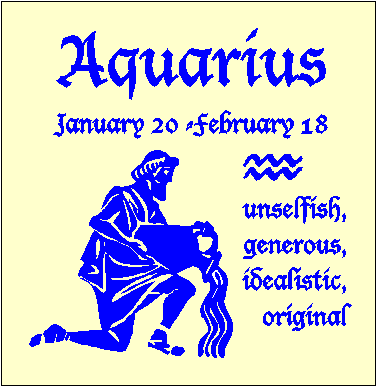 Aquarius
January 20 - February 18
unselfish,
generous,
idealistic,
original